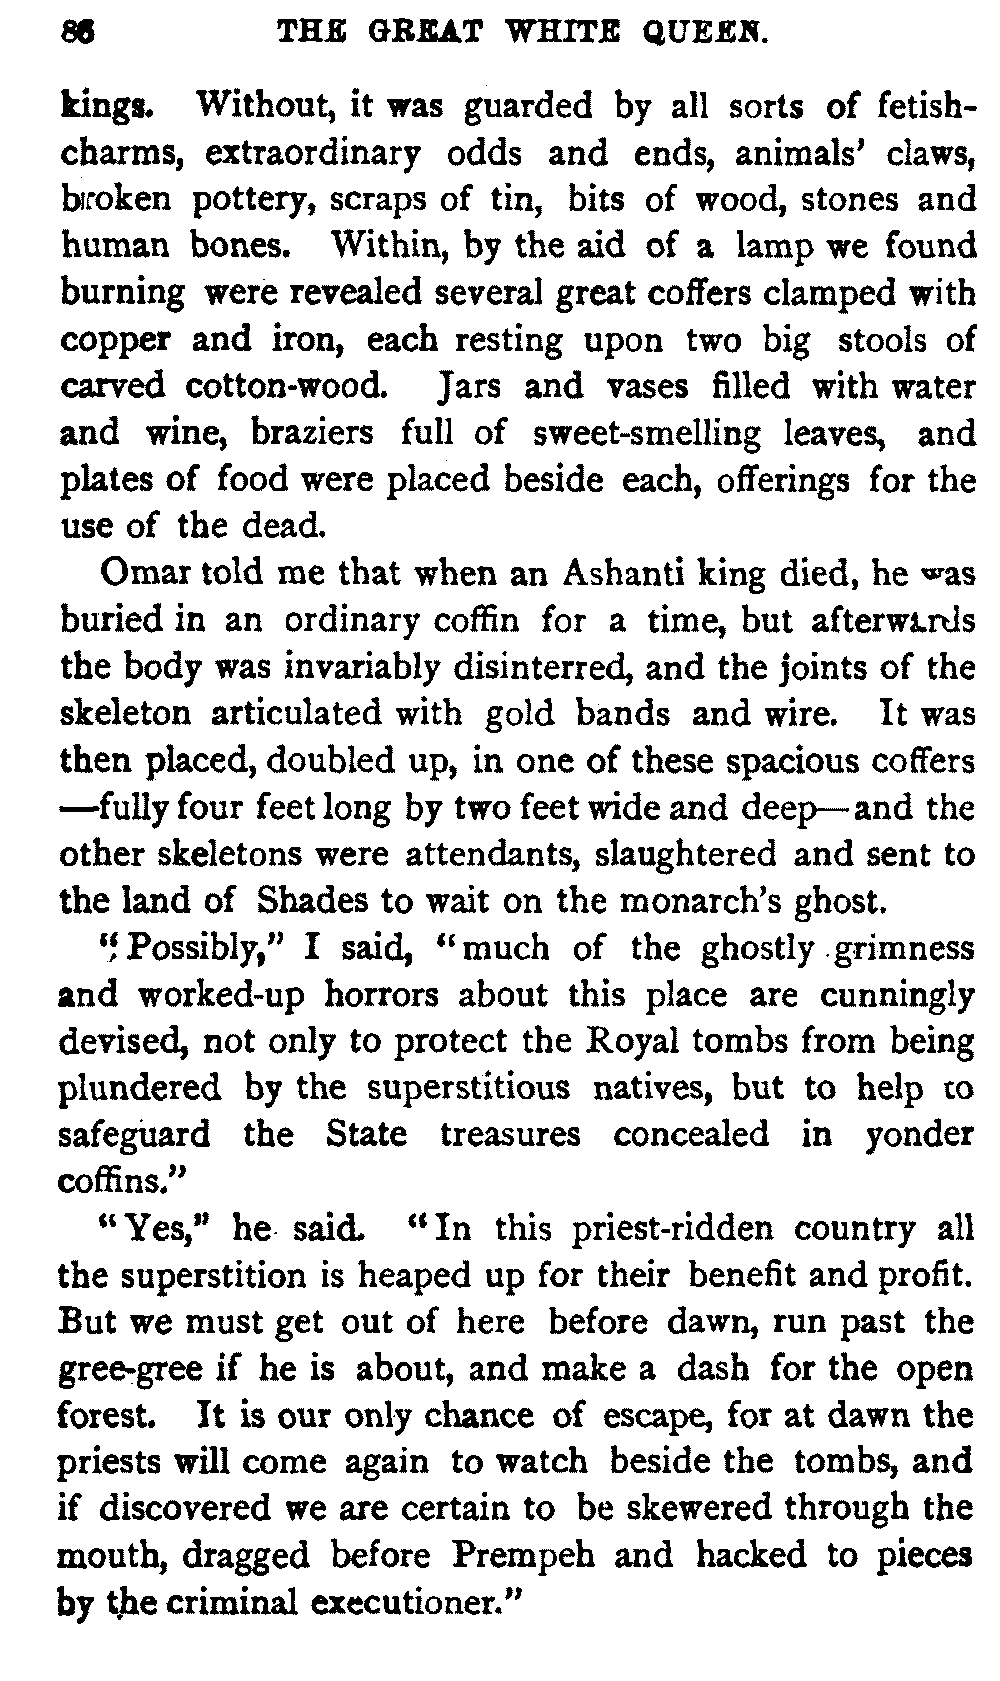 86 THE GREAT WHITE QUEEN.
kings. Without, it was guarded by all sorts of fetish-
charms, extraordinary odds and ends, animals' claws,
broken pottery, scraps of tin, bits of wood, stones and
human bones. Within, by the aid of a lamp we found
burning were revealed several great coffers clamped with
copper and iron, each resting upon two big stools of
carved cotton-wood. Jars and vases filled with water
and wine, braziers full of sweet-smelling leaves, and
plates of food were placed beside each, offerings for the
use of the dead.
Omar told me that when an Ashanti king died, he was
buried in an ordinary coffin for a time, but afterwards
the body was invariably disinterred, and the joints of the
skeleton articulated with gold bands and wire. It was
then placed, doubled up, in one of these spacious coffers
—fully four feet long by two feet wide and deep—and the
other skeletons were attendants, slaughtered and sent to
the land of Shades to wait on the monarch's ghost.
"Possibly," I said, "much of the ghostly grimness
and worked-up horrors about this place are cunningly
devised, not only to protect the Royal tombs from being
plundered by the superstitious natives, but to help to
safeguard the State treasures concealed in yonder
coffins."
"Yes," he said. "In this priest-ridden country all
the superstition is heaped up for their benefit and profit.
But we must get out of here before dawn, run past the
gree-gree if he is about, and make a dash for the open
forest. It is our only chance of escape, for at dawn the
priests will come again to watch beside the tombs, and
if discovered we are certain to be skewered through the
mouth, dragged before Prempeh and hacked to pieces
by the criminal executioner."